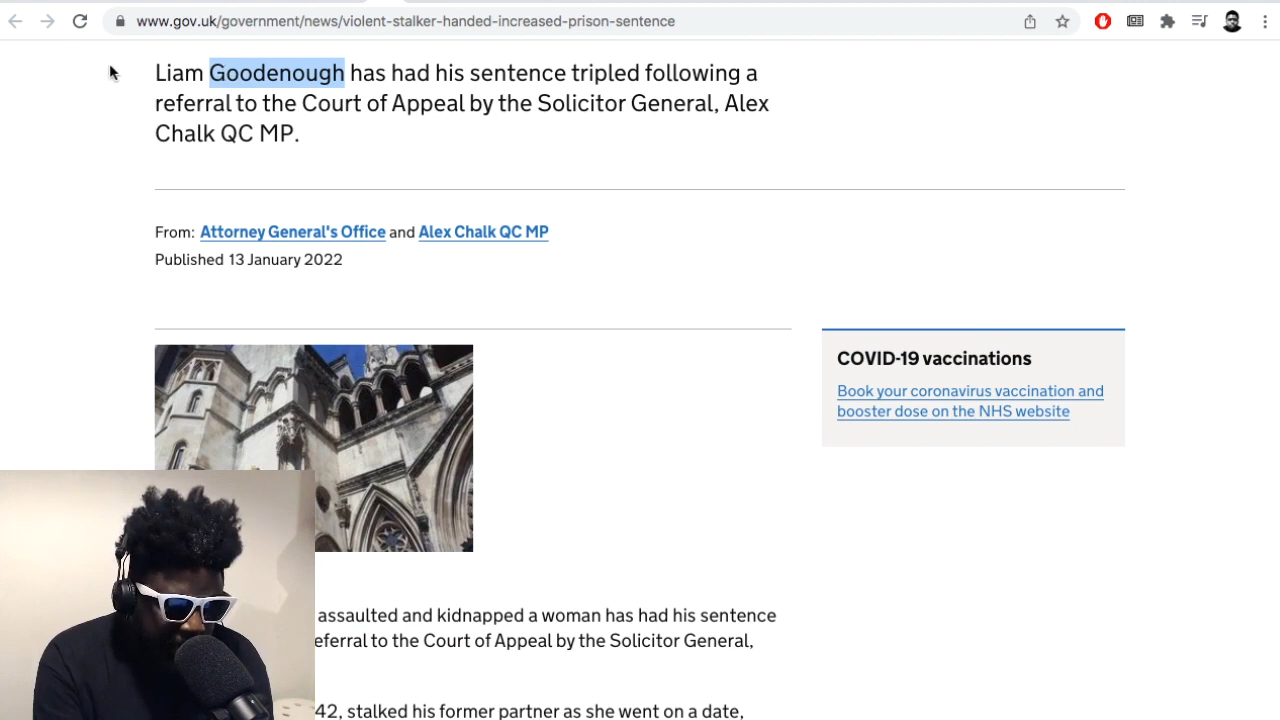 www.gov.uk/government/news/violent-stalker-handed-increased-prison-sentence
Liam Goodenough has had his sentence tripled following a
referral to the Court of Appeal by the Solicitor General, Alex
Chalk QC MP.
From: Attorney General's Office and Alex Chalk QC MP
Published 13 January 2022
COVID-19 vaccinations
Book your coronavirus vaccination and
booster dose on the NHS website
assaulted and kidnapped a woman has had his sentence
eferral to the Court of Appeal by the Solicitor General,
42, stalked his former partner as she went on a date,